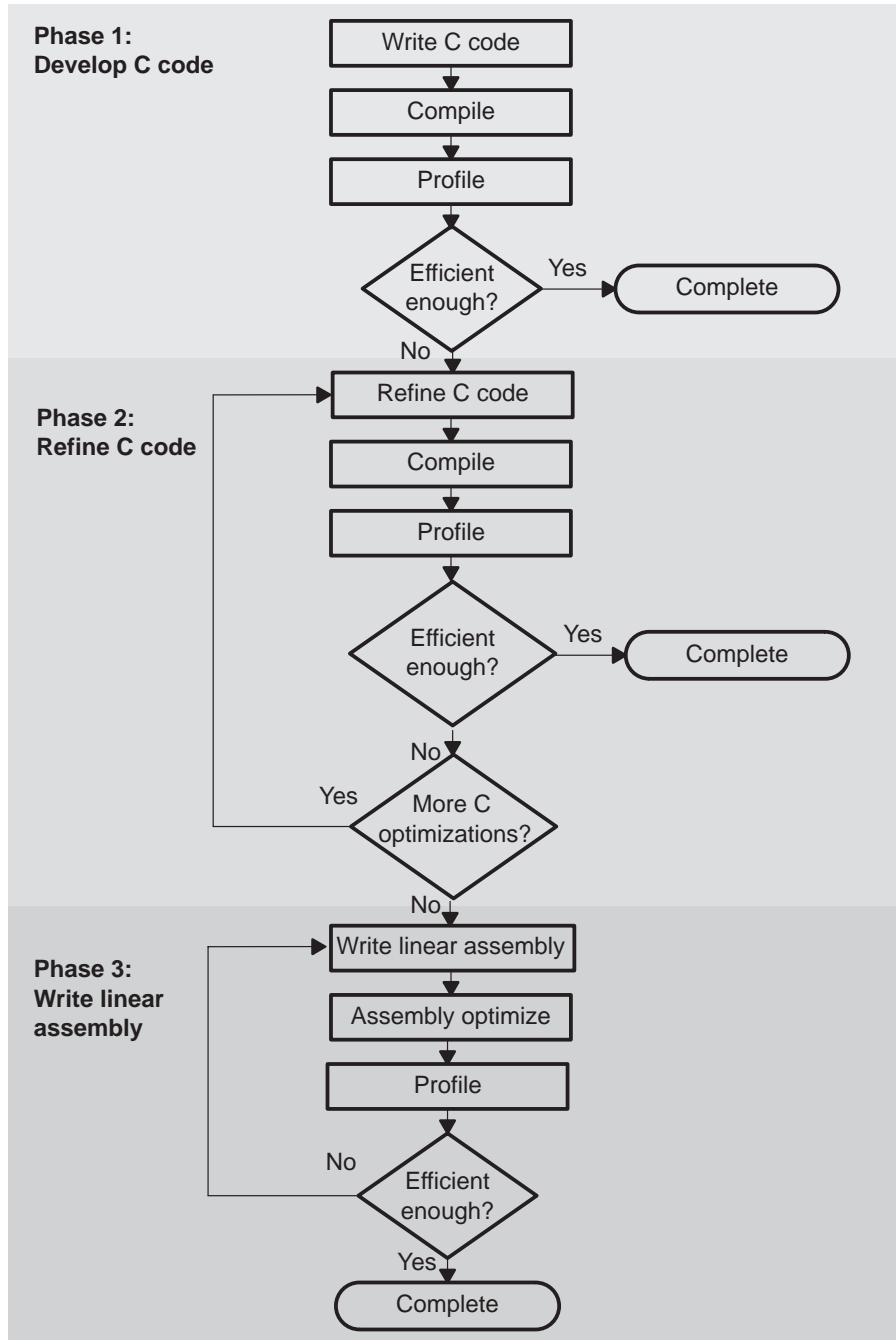 Phase 1:
Develop C code
Write C code
Compile
Profile
Efficient
enough?
Yes
Complete
No
Phase 2:
Refine C code
Refine C code
Compile
Profile
Efficient
enough?
Yes
Complete
No
Yes
More C
optimizations?
No
Phase 3:
Write linear
assembly
Write linear assembly
Assembly optimize
Profile
No
Efficient
enough?
Yes
Complete